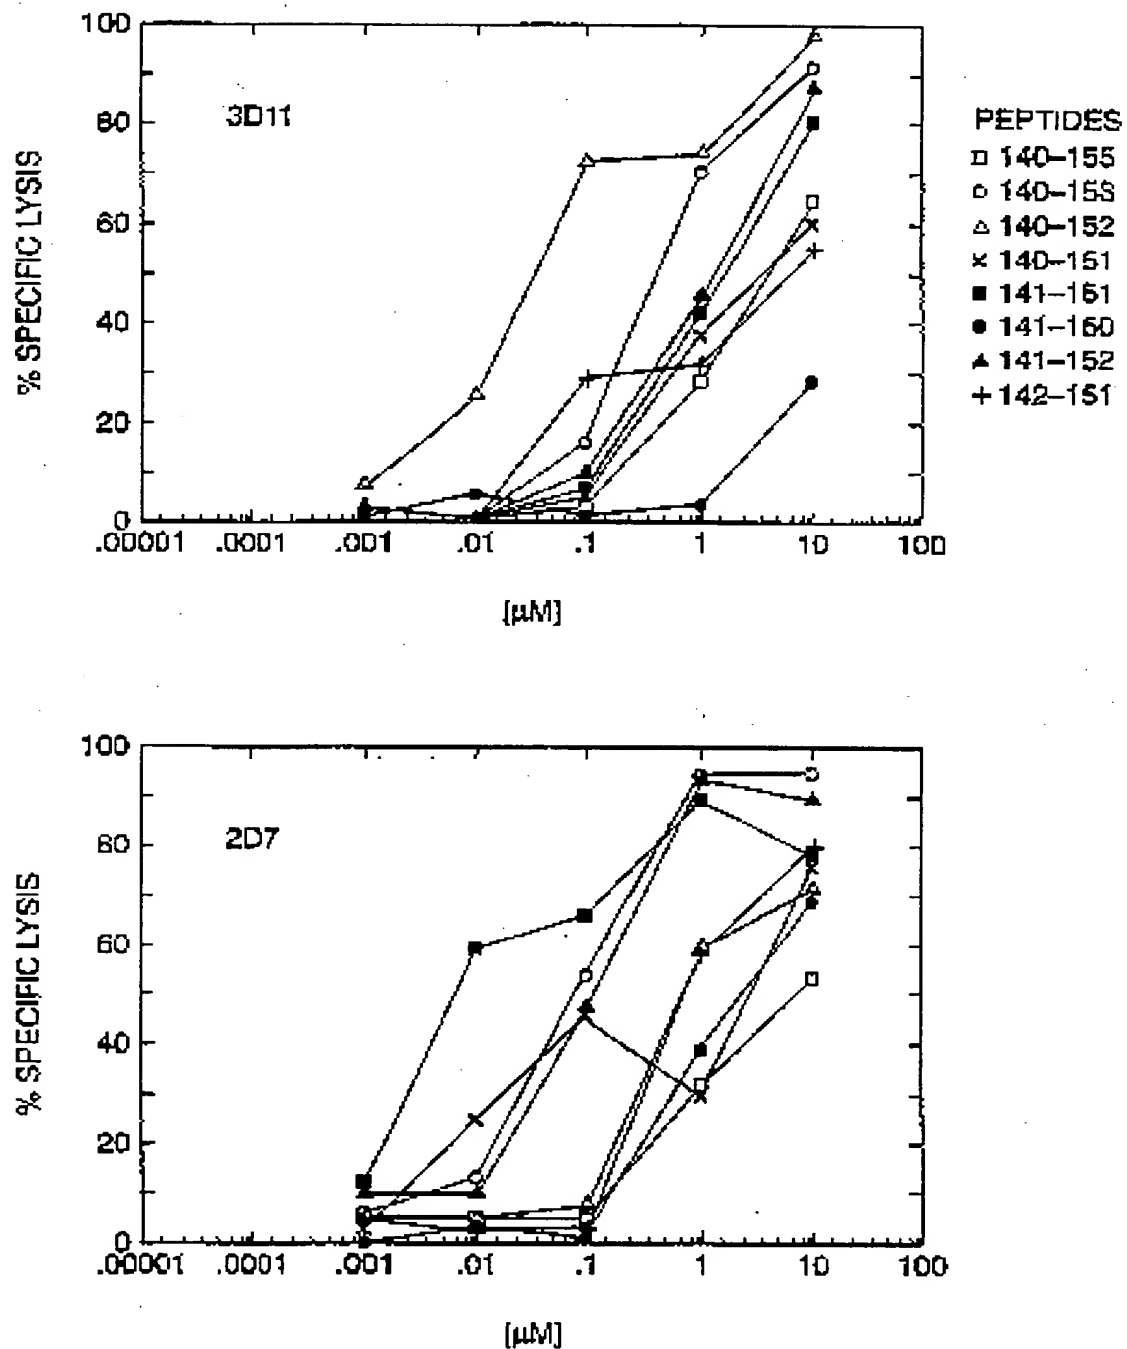 100
80
60
40
20
0
% SPECIFIC LYSIS
3D11
.00001 .0001 .001 .01 .1 1 10 100
[µM]
PEPTIDES
140–155
140–153
140–152
140–151
141–151
141–150
141–152
142–151
100
80
60
40
20
0
% SPECIFIC LYSIS
2D7
.00001 .0001 .001 .01 .1 1 10 100
[µM]